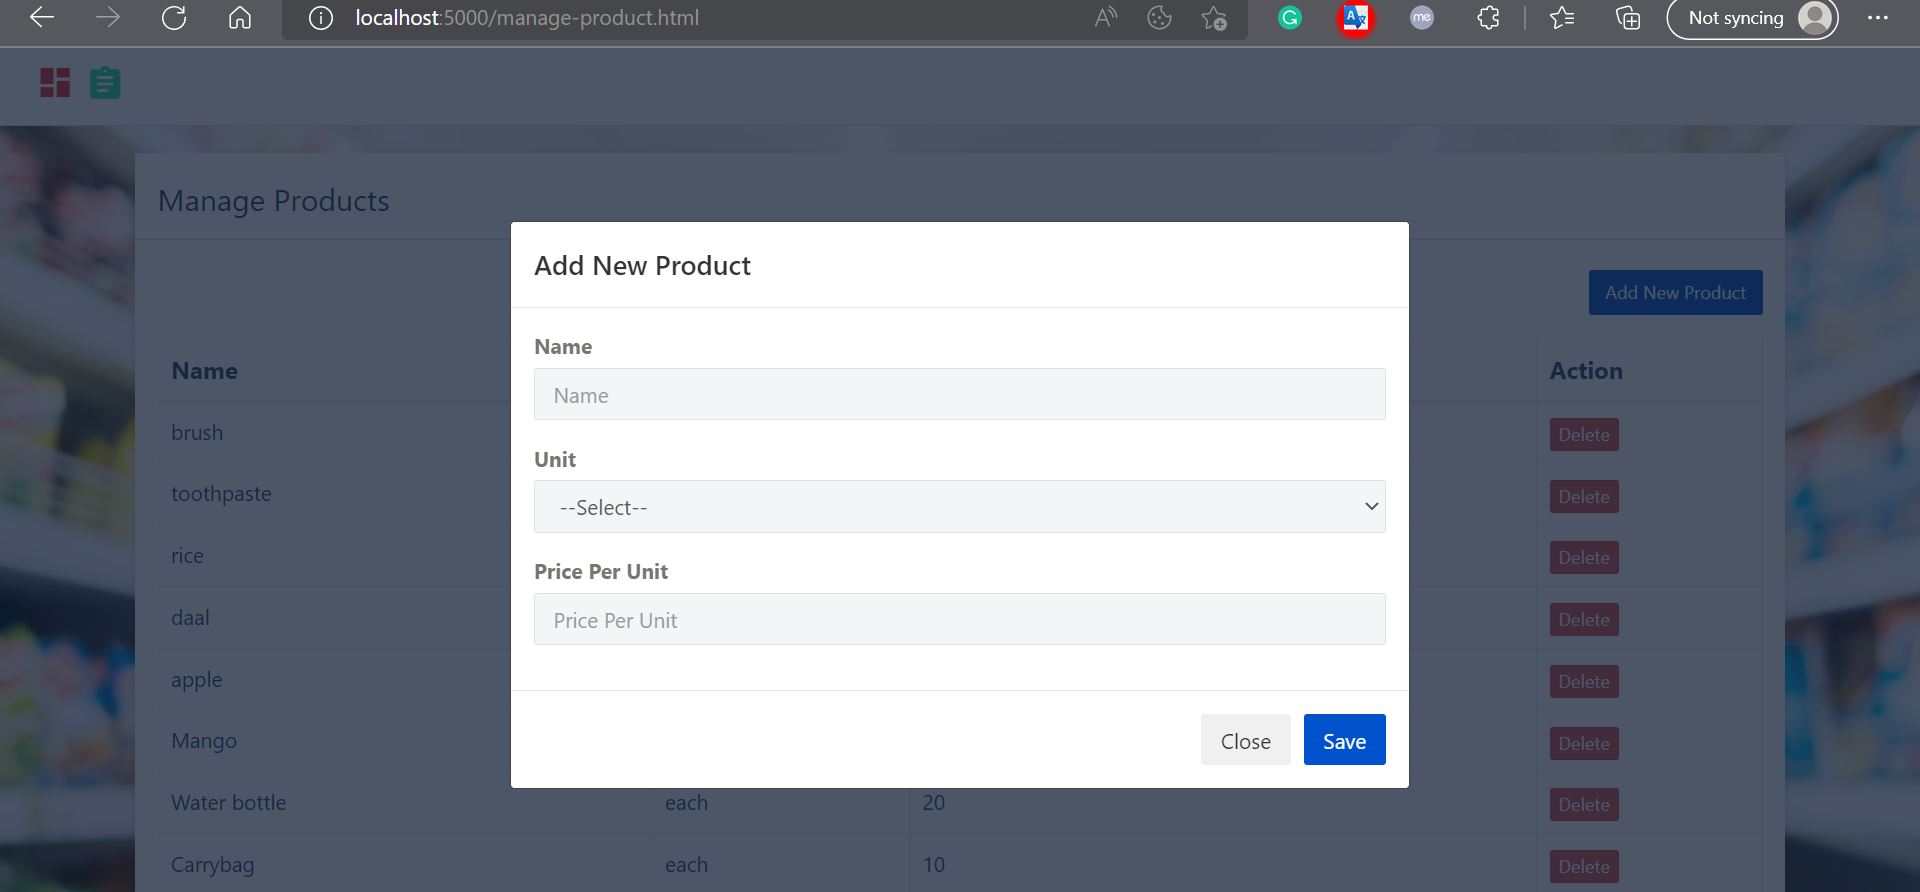 localhost:5000/manage-product.html
Not syncing
Manage Products
Add New Product
Add New Product
Name
Name
Unit
--Select--
Price Per Unit
Price Per Unit
Close Save
Name Action
brush Delete
toothpaste Delete
rice Delete
daal Delete
apple Delete
Mango Delete
Water bottle each 20 Delete
Carrybag each 10 Delete